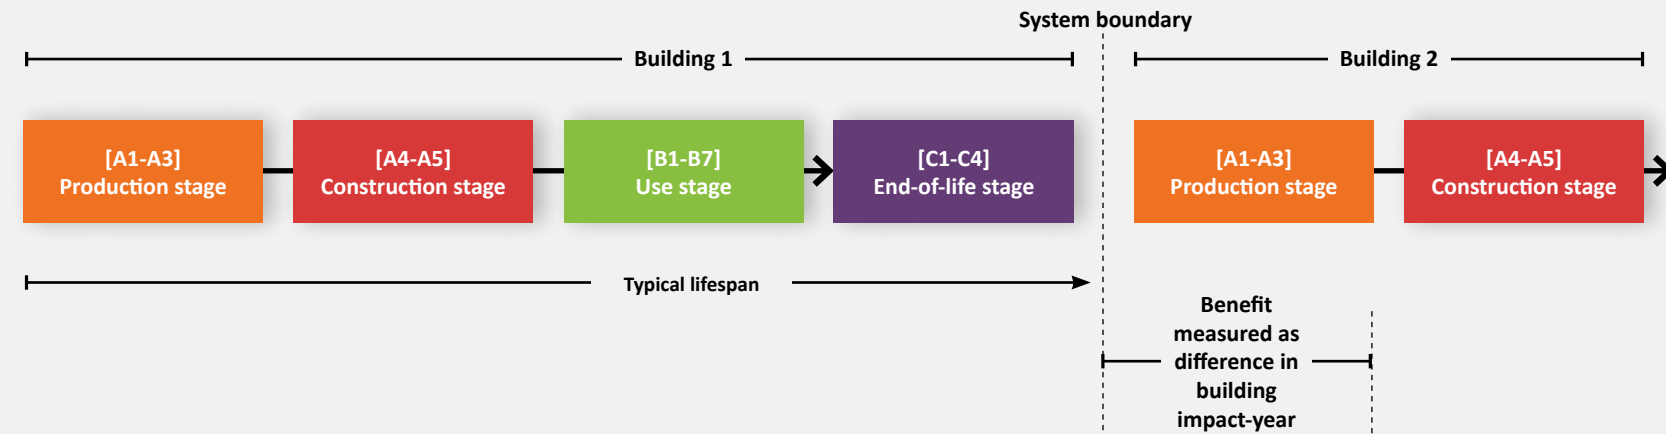 System boundary
Building 1
Building 2
[A1-A3]
Production stage
[A4-A5]
Construction stage
[B1-B7]
Use stage
[C1-C4]
End-of-life stage
[A1-A3]
Production stage
[A4-A5]
Construction stage
Typical lifespan
Benefit
measured as
difference in
building
impact-year